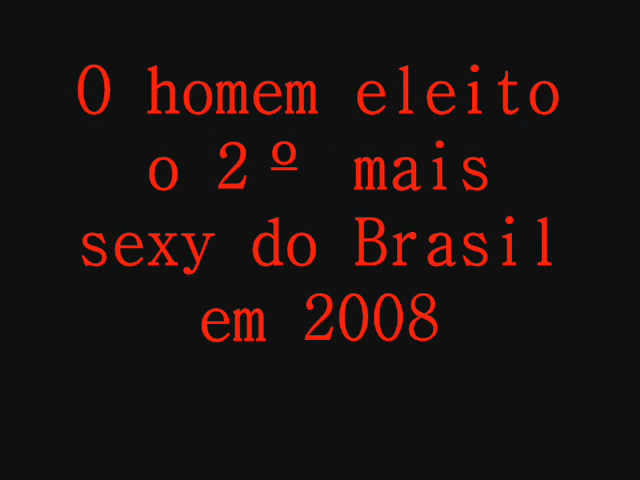 O homem eleito
o 2º mais
sexy do Brasil
em 2008